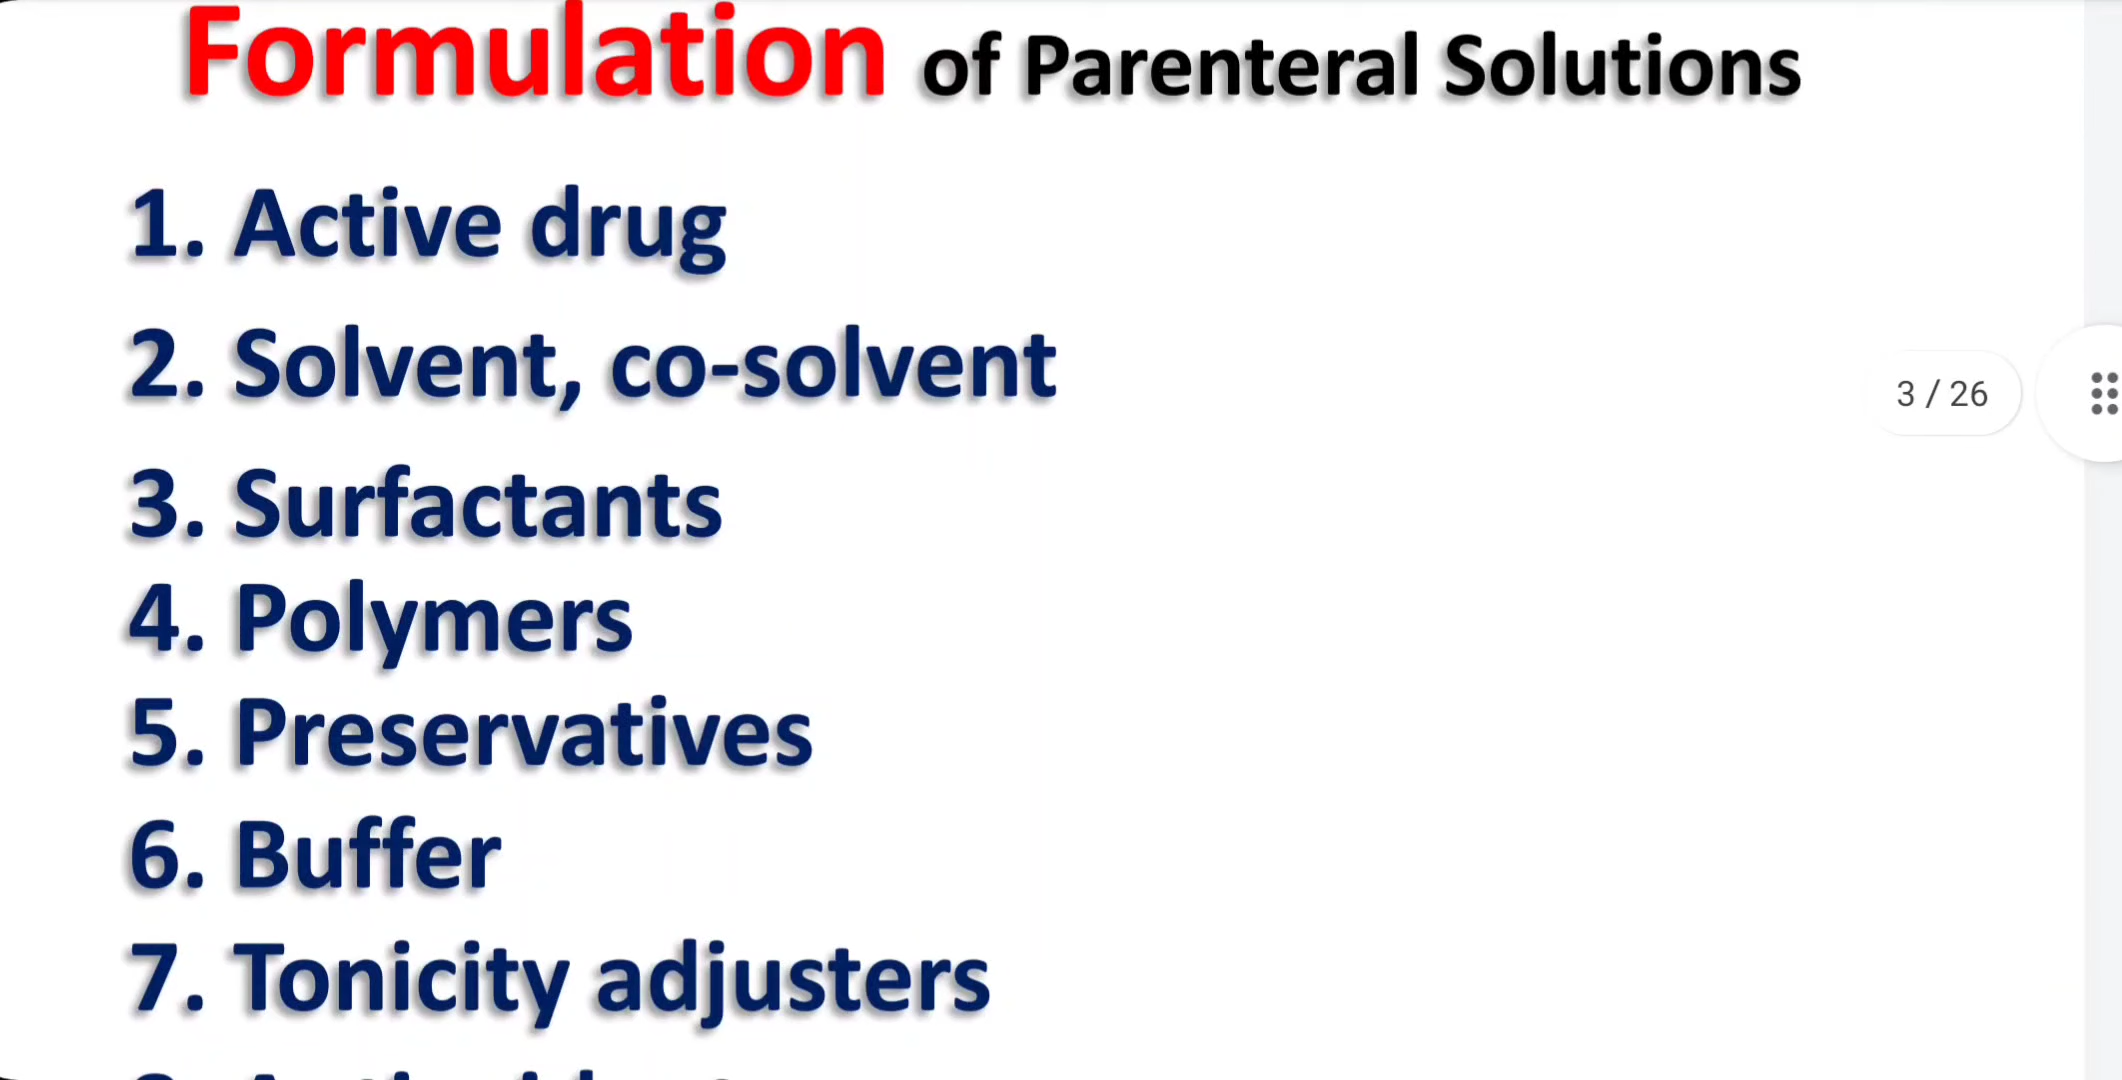 Formulation of Parenteral Solutions
1. Active drug
2. Solvent, co-solvent
3 / 26
3. Surfactants
4. Polymers
5. Preservatives
6. Buffer
7. Tonicity adjusters